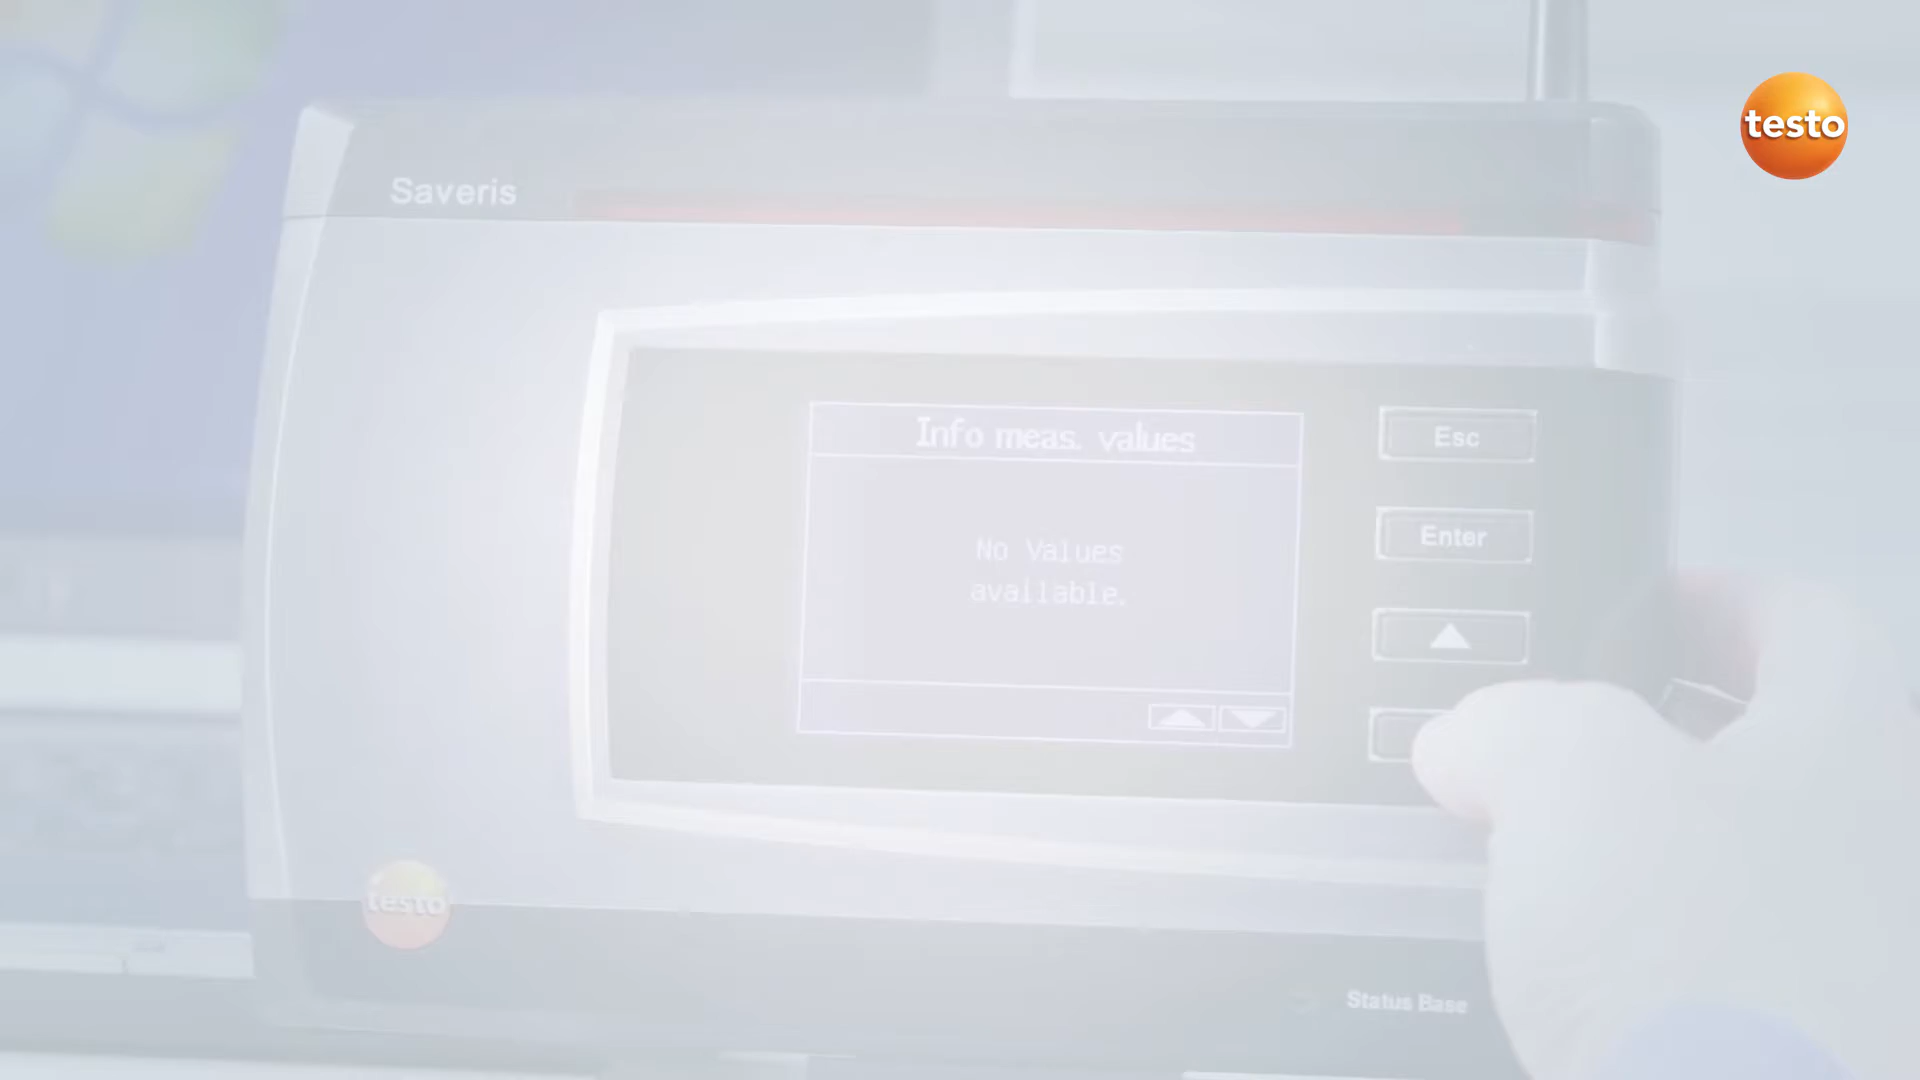 testo
Saveris
Info meas. values
No Values
available.
Esc
Enter
testo
Status Base